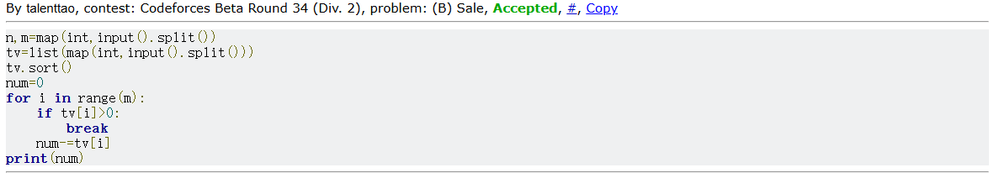 By talenttao, contest: Codeforces Beta Round 34 (Div. 2), problem: (B) Sale, Accepted, #, Copy
n,m=map(int,input().split())
tv=list(map(int,input().split()))
tv.sort()
num=0
for i in range(m):
    if tv[i]>0:
        break
    num-=tv[i]
print(num)